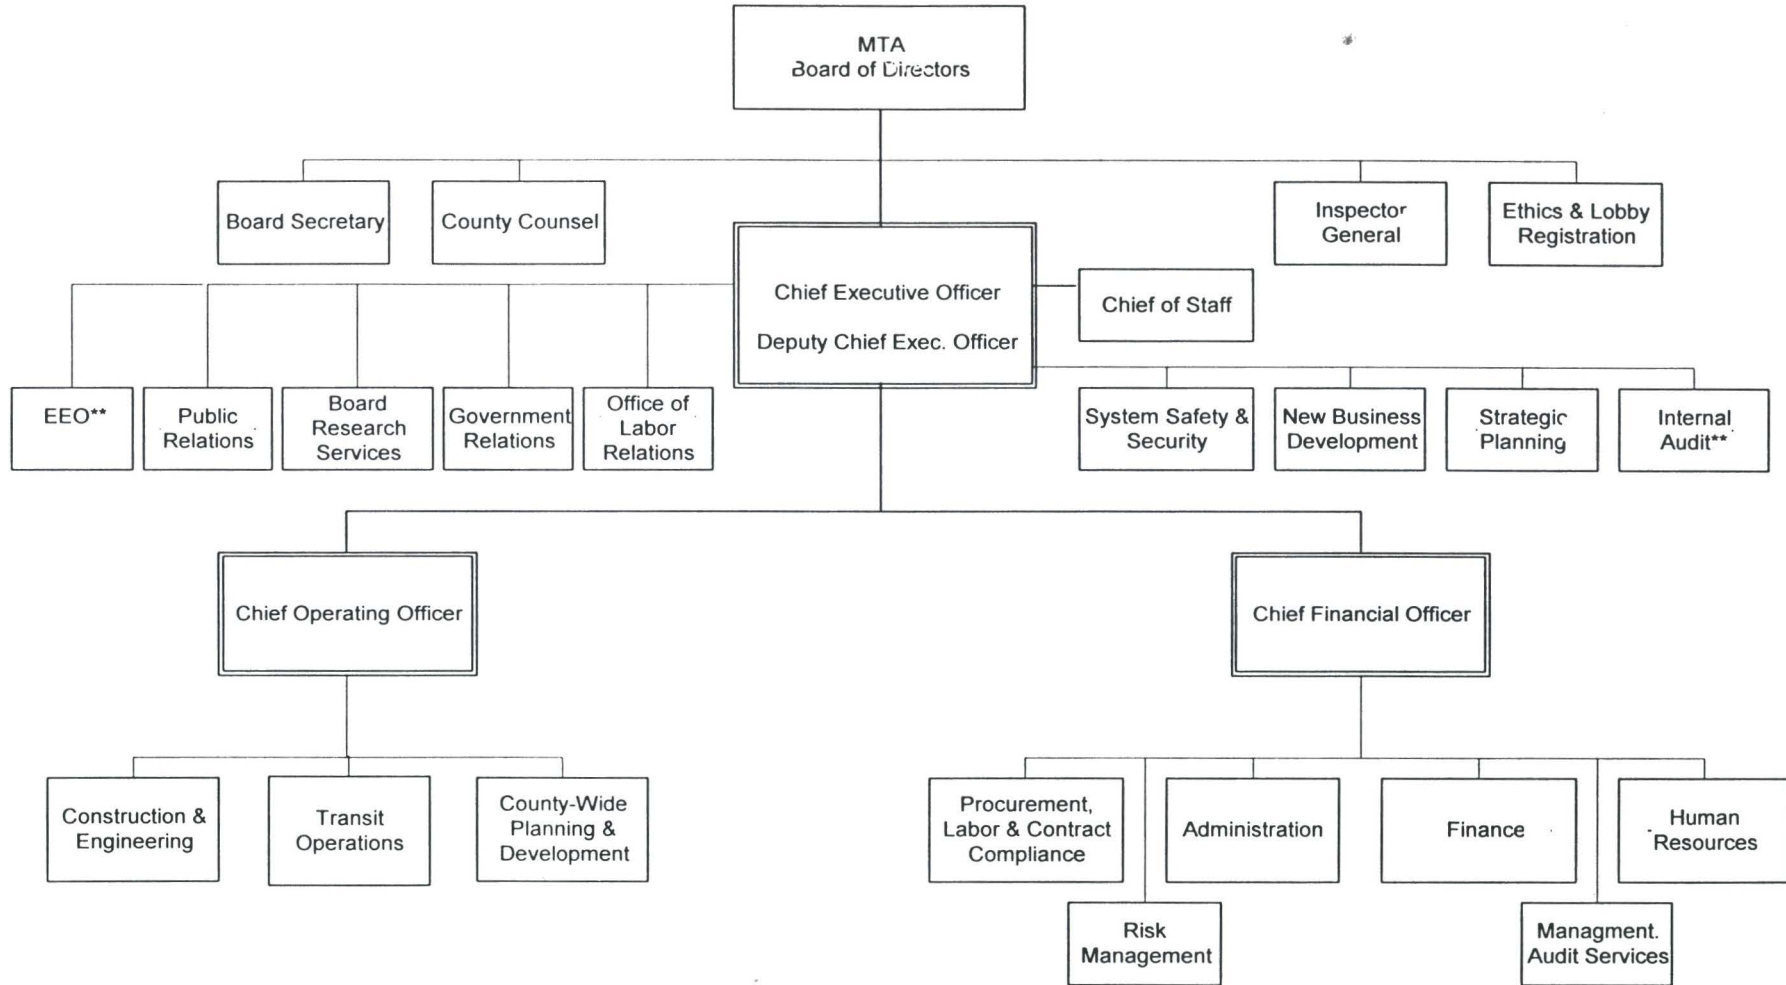 MTA
Board of Directors
Board Secretary
County Counsel
Inspector
General
Ethics & Lobby
Registration
Chief Executive Officer
Deputy Chief Exec. Officer
Chief of Staff
EEO**
Public
Relations
Board
Research
Services
Government
Relations
Office of
Labor
Relations
System Safety &
Security
New Business
Development
Strategic
Planning
Internal
Audit**
Chief Operating Officer
Chief Financial Officer
Construction &
Engineering
Transit
Operations
County-Wide
Planning &
Development
Procurement,
Labor & Contract
Compliance
Administration
Finance
Human
Resources
Risk
Management
Managment.
Audit Services